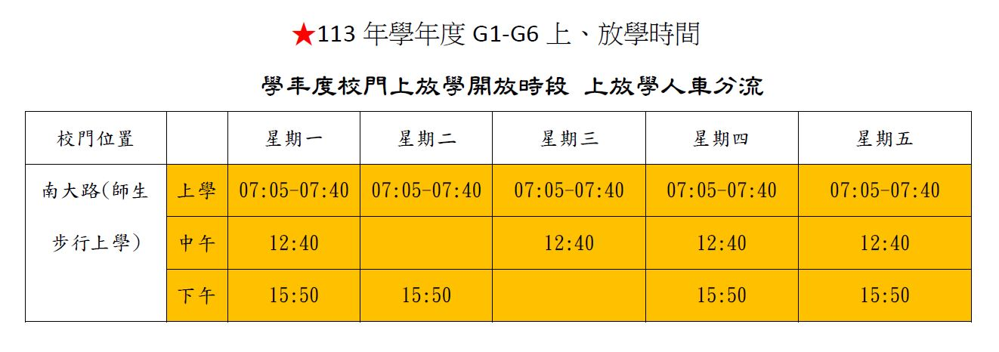 ★113 年學年度 G1-G6 上、放學時間
學年度校門上放學開放時段 上放學人車分流
校門位置 星期一 星期二 星期三 星期四 星期五
南大路(師生 上學 07:05-07:40 07:05-07:40 07:05-07:40 07:05-07:40 07:05-07:40
步行上學) 中午 12:40 12:40 12:40 12:40
下午 15:50 15:50 15:50 15:50